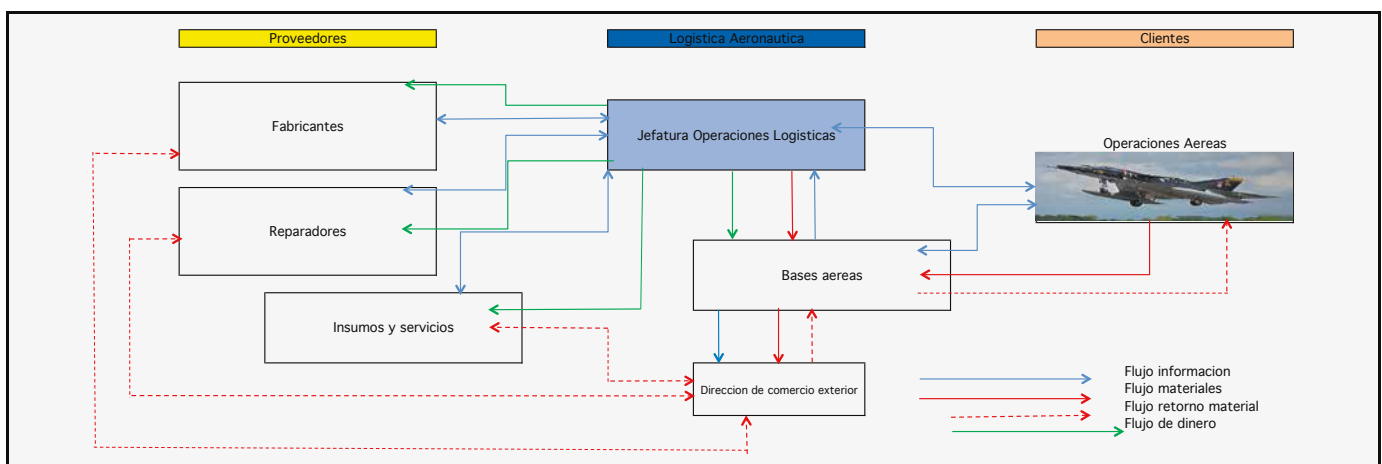 Proveedores
Logistica Aeronautica
Clientes
Fabricantes
Jefatura Operaciones Logisticas
Operaciones Aereas
Reparadores
Bases aereas
Insumos y servicios
Direccion de comercio exterior
Flujo informacion
Flujo materiales
Flujo retorno material
Flujo de dinero